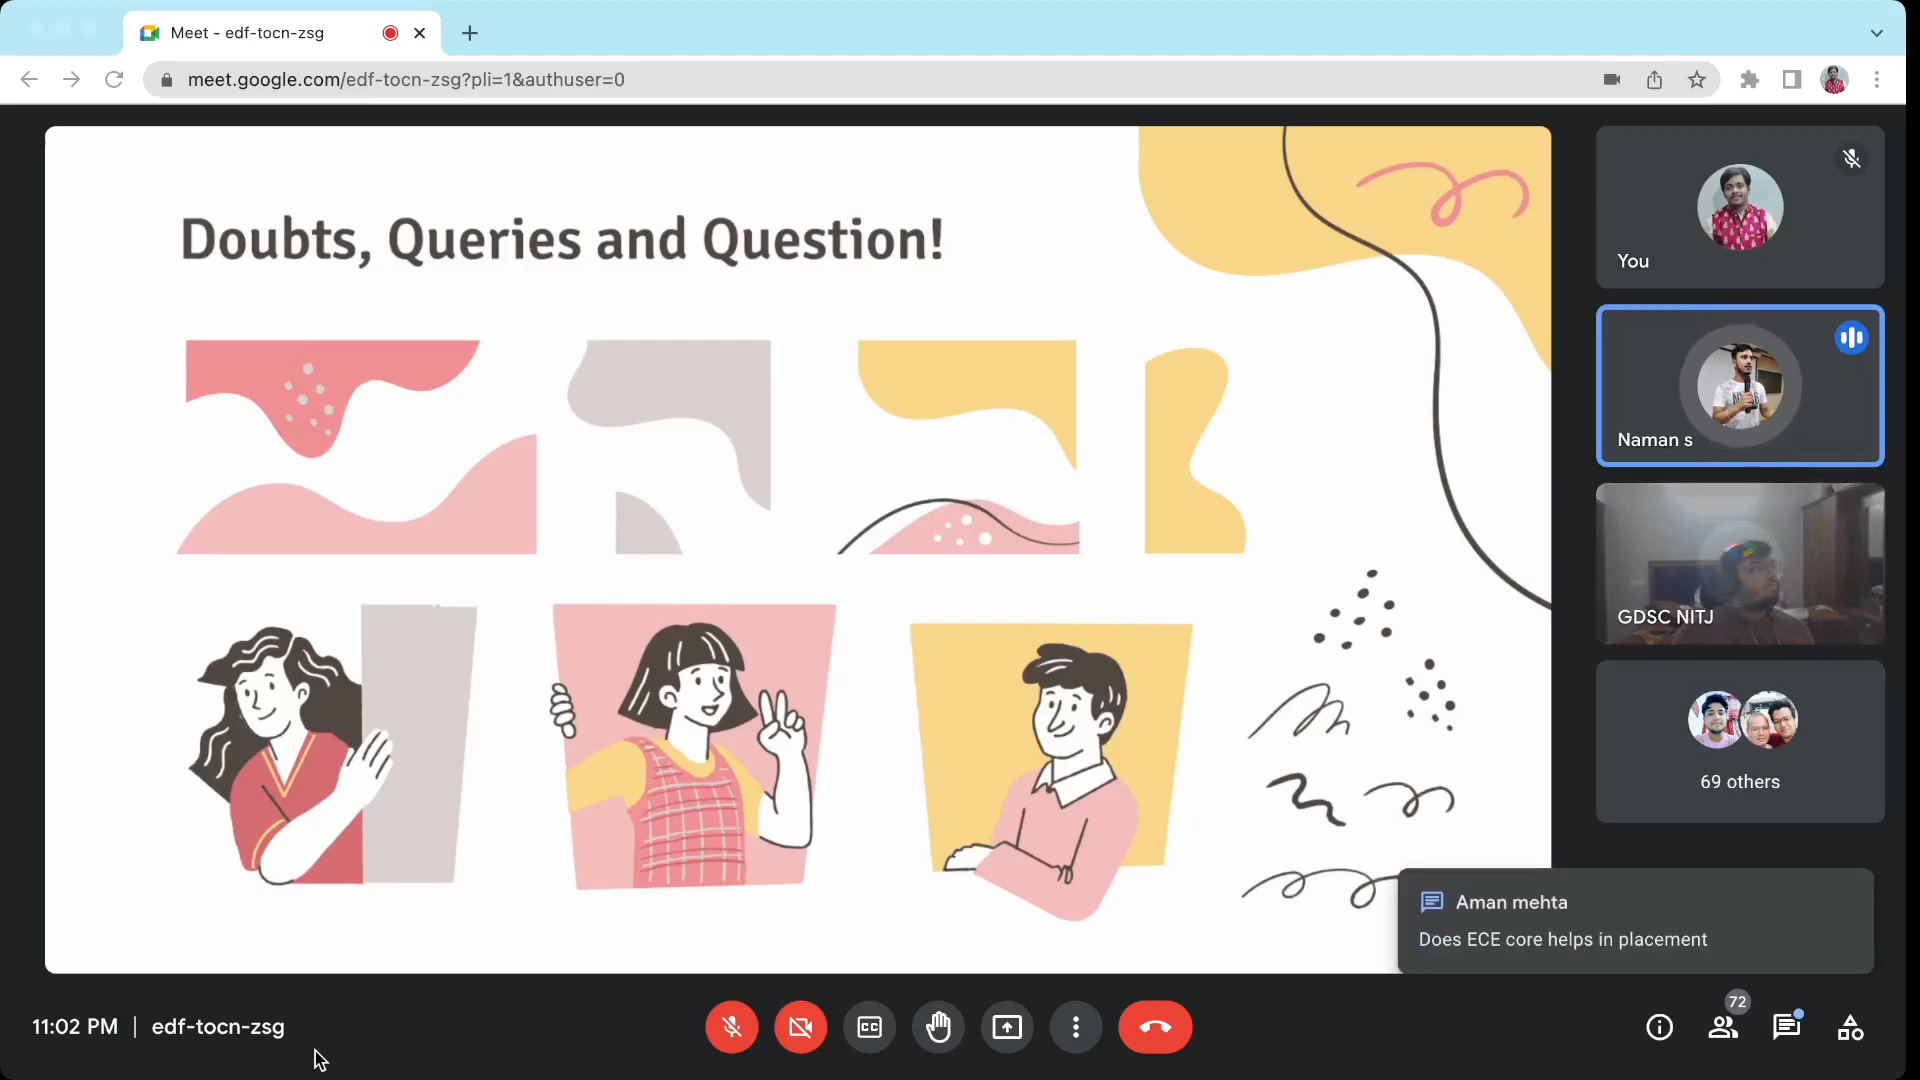 Meet - edf-tocn-zsg
meet.google.com/edf-tocn-zsg?pli=1&authuser=0
Doubts, Queries and Question!
You
Naman s
GDSC NITJ
69 others
Aman mehta
Does ECE core helps in placement
11:02 PM | edf-tocn-zsg
CC
72